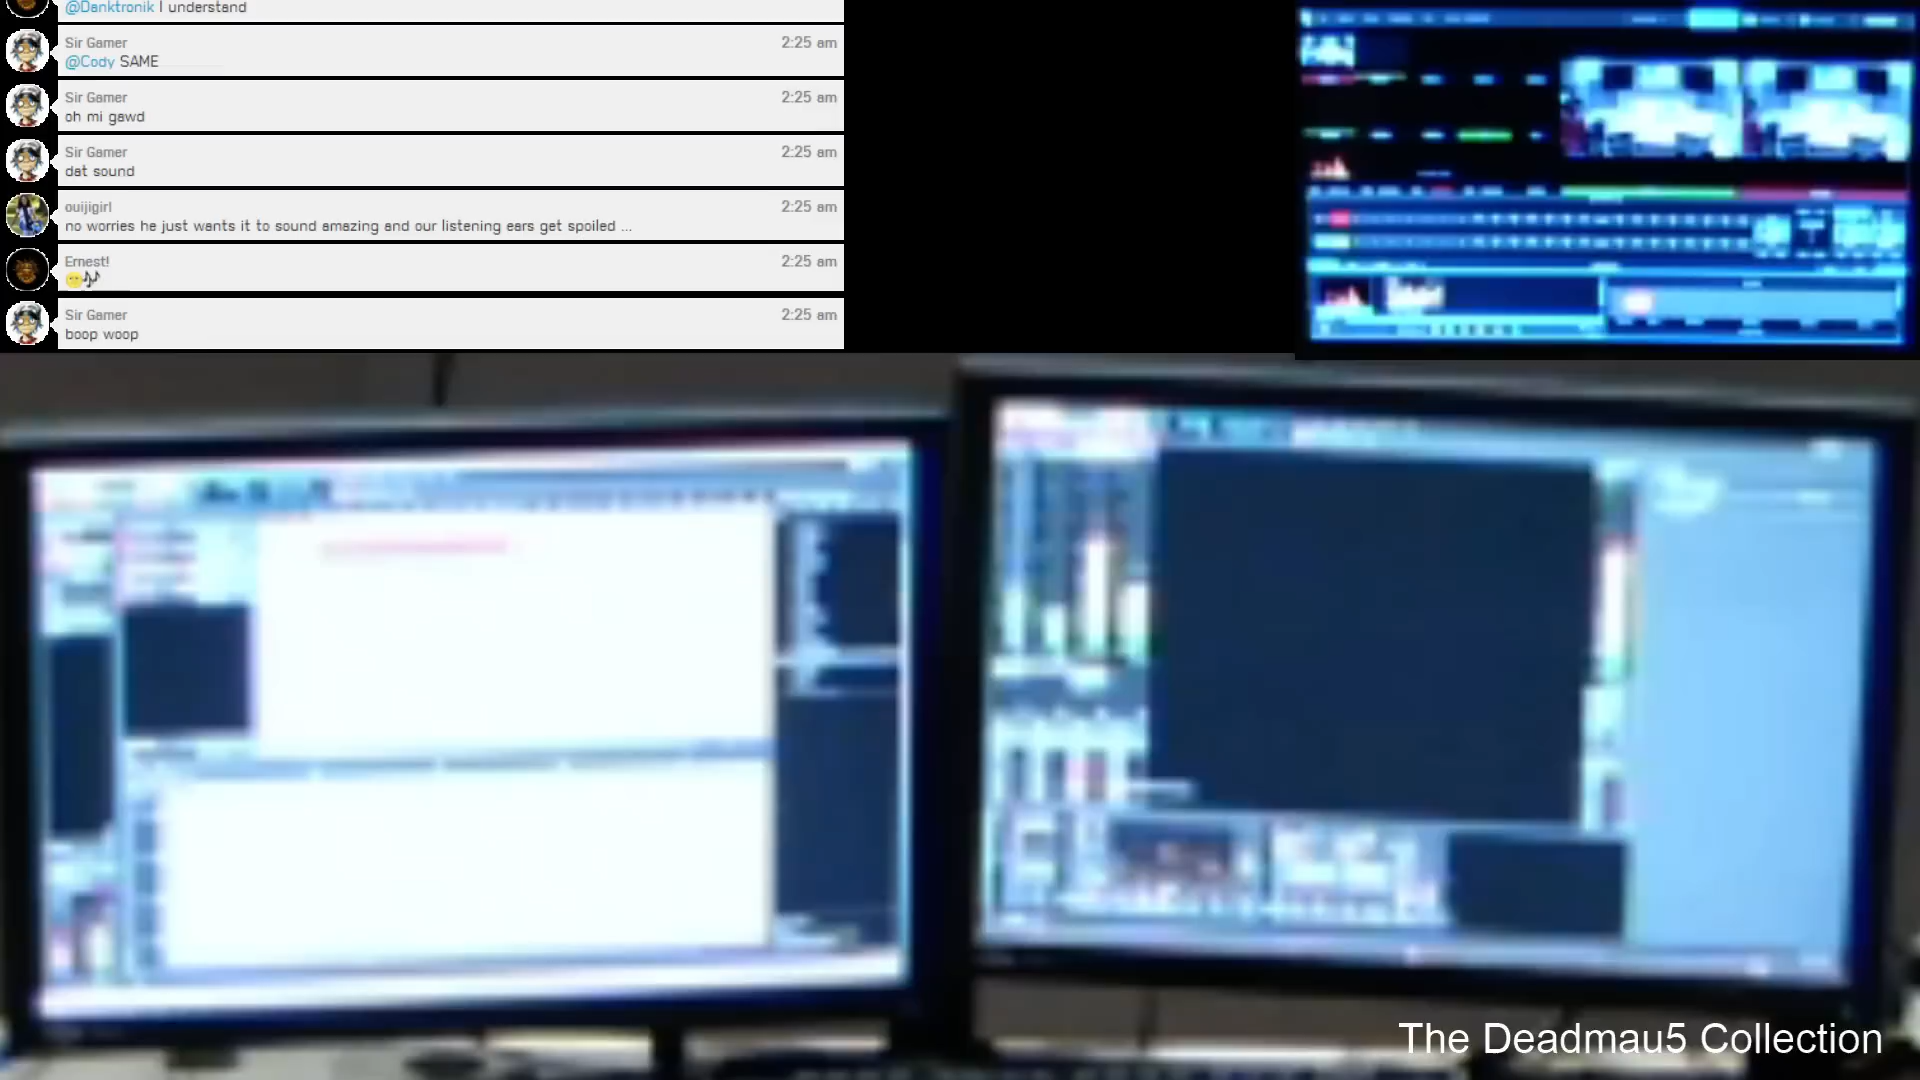 @Danktronik I understand
Sir Gamer 2:25 am
@Cody SAME
Sir Gamer 2:25 am
oh mi gawd
Sir Gamer 2:25 am
dat sound
ouijigirl 2:25 am
no worries he just wants it to sound amazing and our listening ears get spoiled ...
Ernest! 2:25 am
😶🎶
Sir Gamer 2:25 am
boop woop
The Deadmau5 Collection